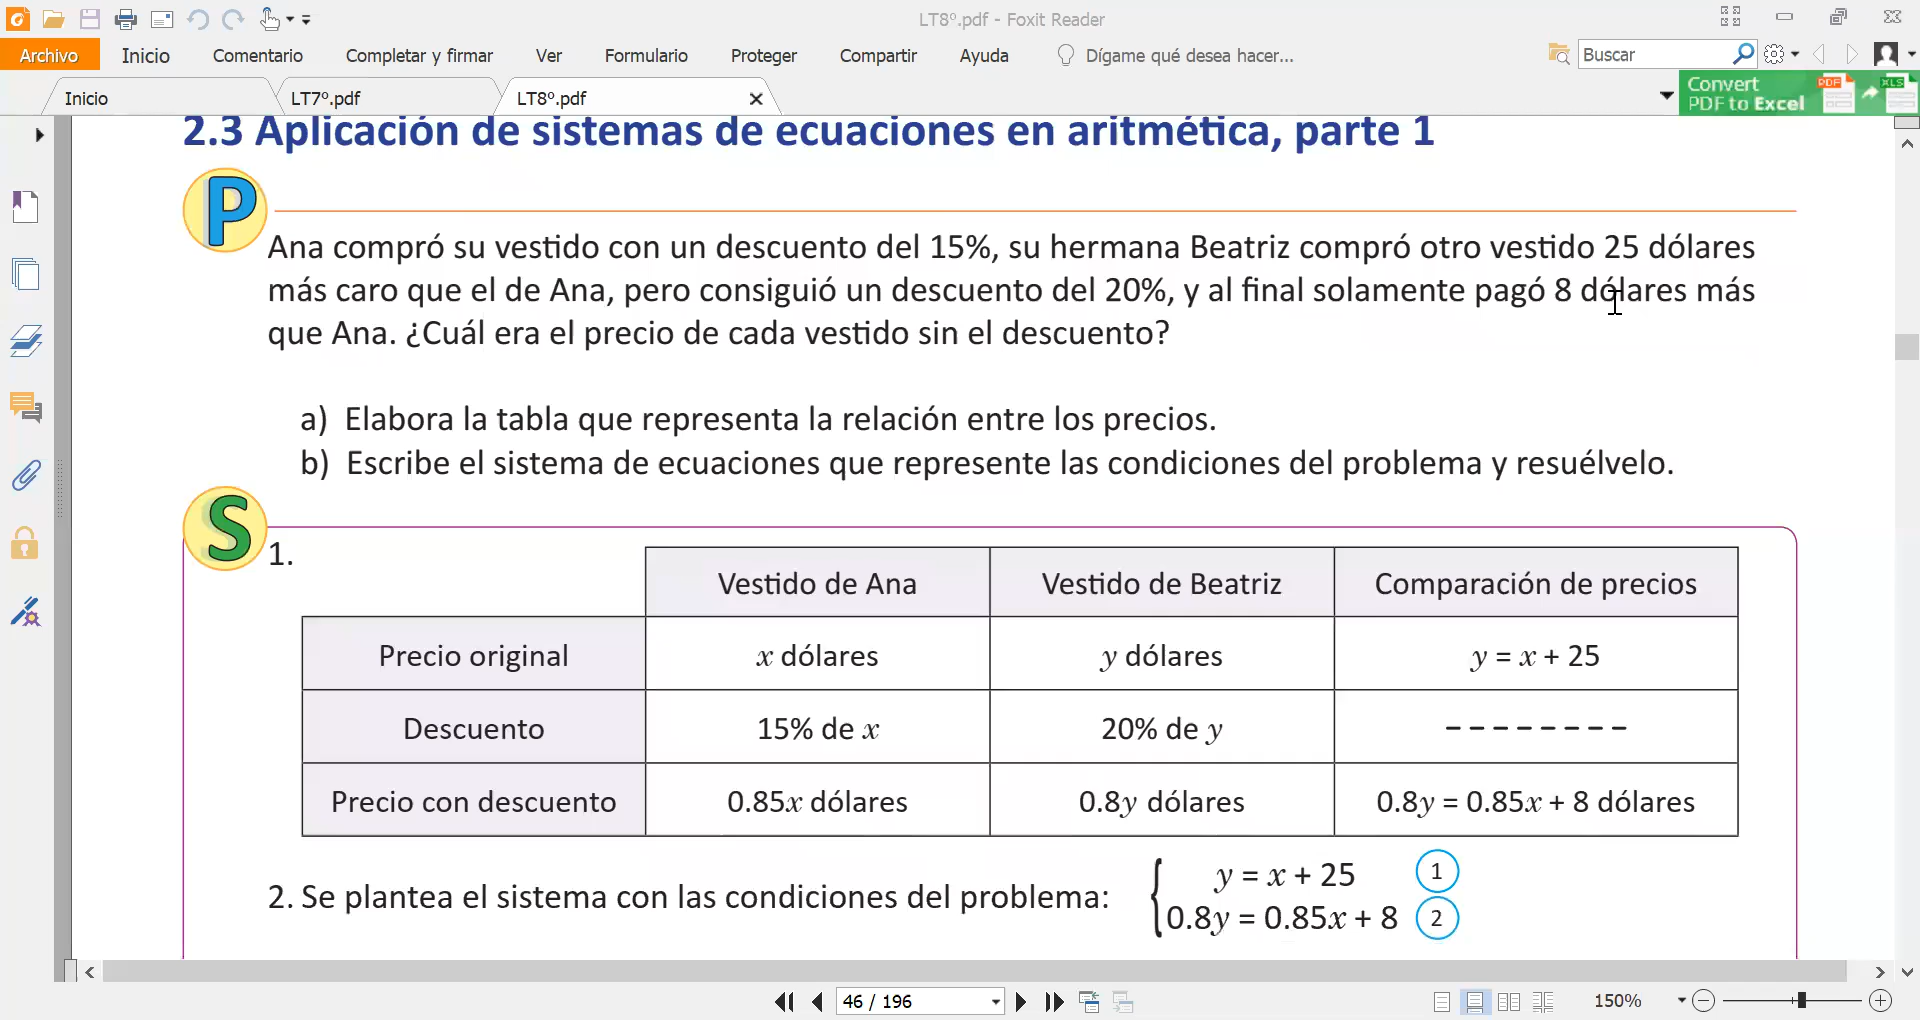 LT8º.pdf - Foxit Reader
Archivo Inicio Comentario Completar y firmar Ver Formulario Proteger Compartir Ayuda Dígame qué desea hacer... Buscar
Inicio LT7º.pdf LT8º.pdf
Convert
PDF to Excel
PDF XLS
2.3 Aplicación de sistemas de ecuaciones en aritmética, parte 1
P
Ana compró su vestido con un descuento del 15%, su hermana Beatriz compró otro vestido 25 dólares
más caro que el de Ana, pero consiguió un descuento del 20%, y al final solamente pagó 8 dólares más
que Ana. ¿Cuál era el precio de cada vestido sin el descuento?
a) Elabora la tabla que representa la relación entre los precios.
b) Escribe el sistema de ecuaciones que represente las condiciones del problema y resuélvelo.
S
1.
Vestido de Ana Vestido de Beatriz Comparación de precios
Precio original x dólares y dólares y = x + 25
Descuento 15% de x 20% de y – – – – – – – –
Precio con descuento 0.85x dólares 0.8y dólares 0.8y = 0.85x + 8 dólares
2. Se plantea el sistema con las condiciones del problema:
y = x + 25 1
0.8y = 0.85x + 8 2
46 / 196 150%